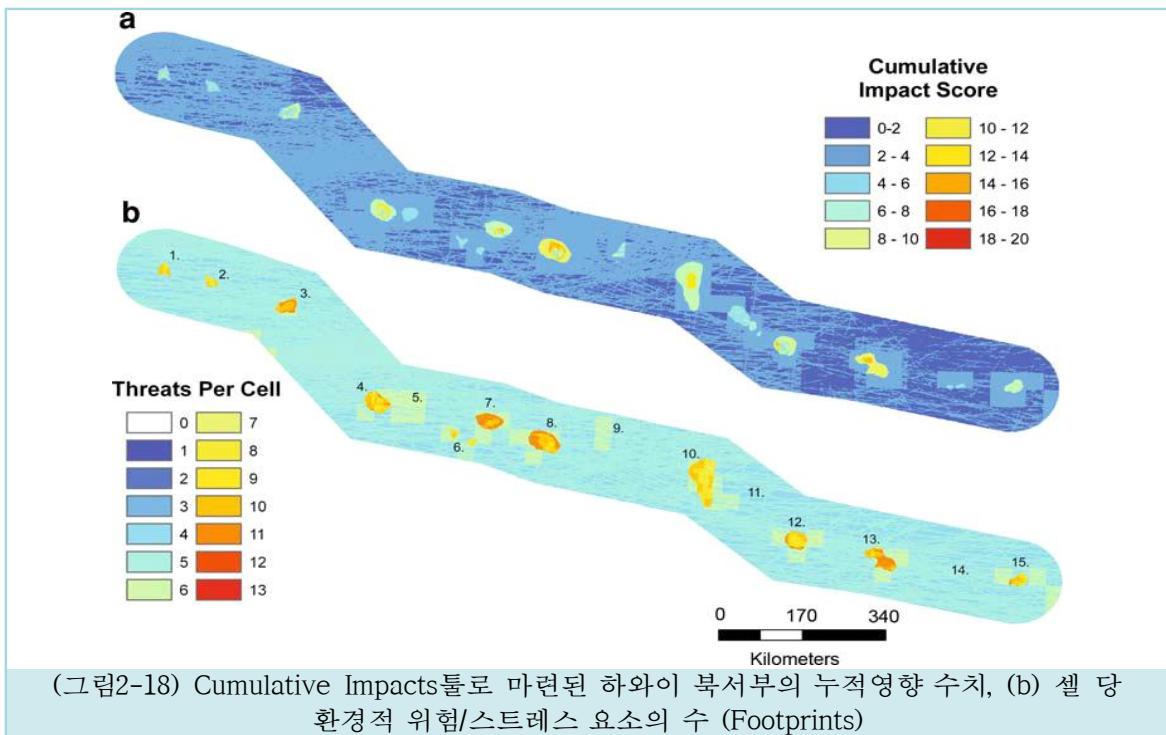 a
Cumulative
Impact Score
0-2
10 - 12
2 - 4
12 - 14
4 - 6
14 - 16
6 - 8
16 - 18
8 - 10
18 - 20
b
1.
2.
3.
4.
5.
6.
7.
8.
9.
10.
11.
12.
13.
14.
15.
Threats Per Cell
0
7
1
8
2
9
3
10
4
11
5
12
6
13
0 170 340
Kilometers
(그림2-18) Cumulative Impacts툴로 마련된 하와이 북서부의 누적영향 수치, (b) 셀 당
환경적 위험/스트레스 요소의 수 (Footprints)